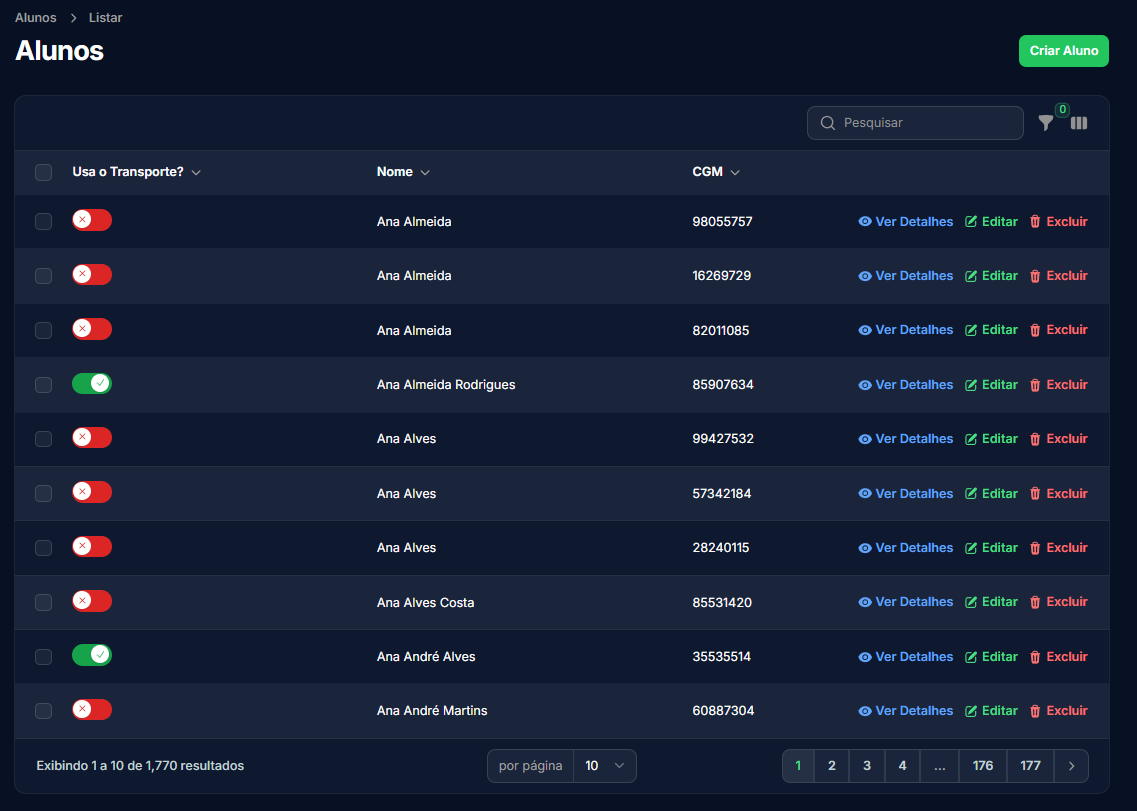 Alunos > Listar
Alunos
Criar Aluno
Pesquisar
0
Usa o Transporte? Nome CGM
Ana Almeida 98055757 Ver Detalhes Editar Excluir
Ana Almeida 16269729 Ver Detalhes Editar Excluir
Ana Almeida 82011085 Ver Detalhes Editar Excluir
Ana Almeida Rodrigues 85907634 Ver Detalhes Editar Excluir
Ana Alves 99427532 Ver Detalhes Editar Excluir
Ana Alves 57342184 Ver Detalhes Editar Excluir
Ana Alves 28240115 Ver Detalhes Editar Excluir
Ana Alves Costa 85531420 Ver Detalhes Editar Excluir
Ana André Alves 35535514 Ver Detalhes Editar Excluir
Ana André Martins 60887304 Ver Detalhes Editar Excluir
Exibindo 1 a 10 de 1,770 resultados por página 10 1 2 3 4 ... 176 177 >